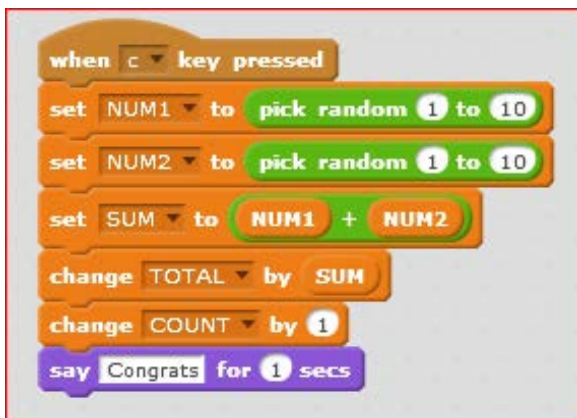 when c key pressed
set NUM1 to pick random 1 to 10
set NUM2 to pick random 1 to 10
set SUM to NUM1 + NUM2
change TOTAL by SUM
change COUNT by 1
say Congrats for 1 secs